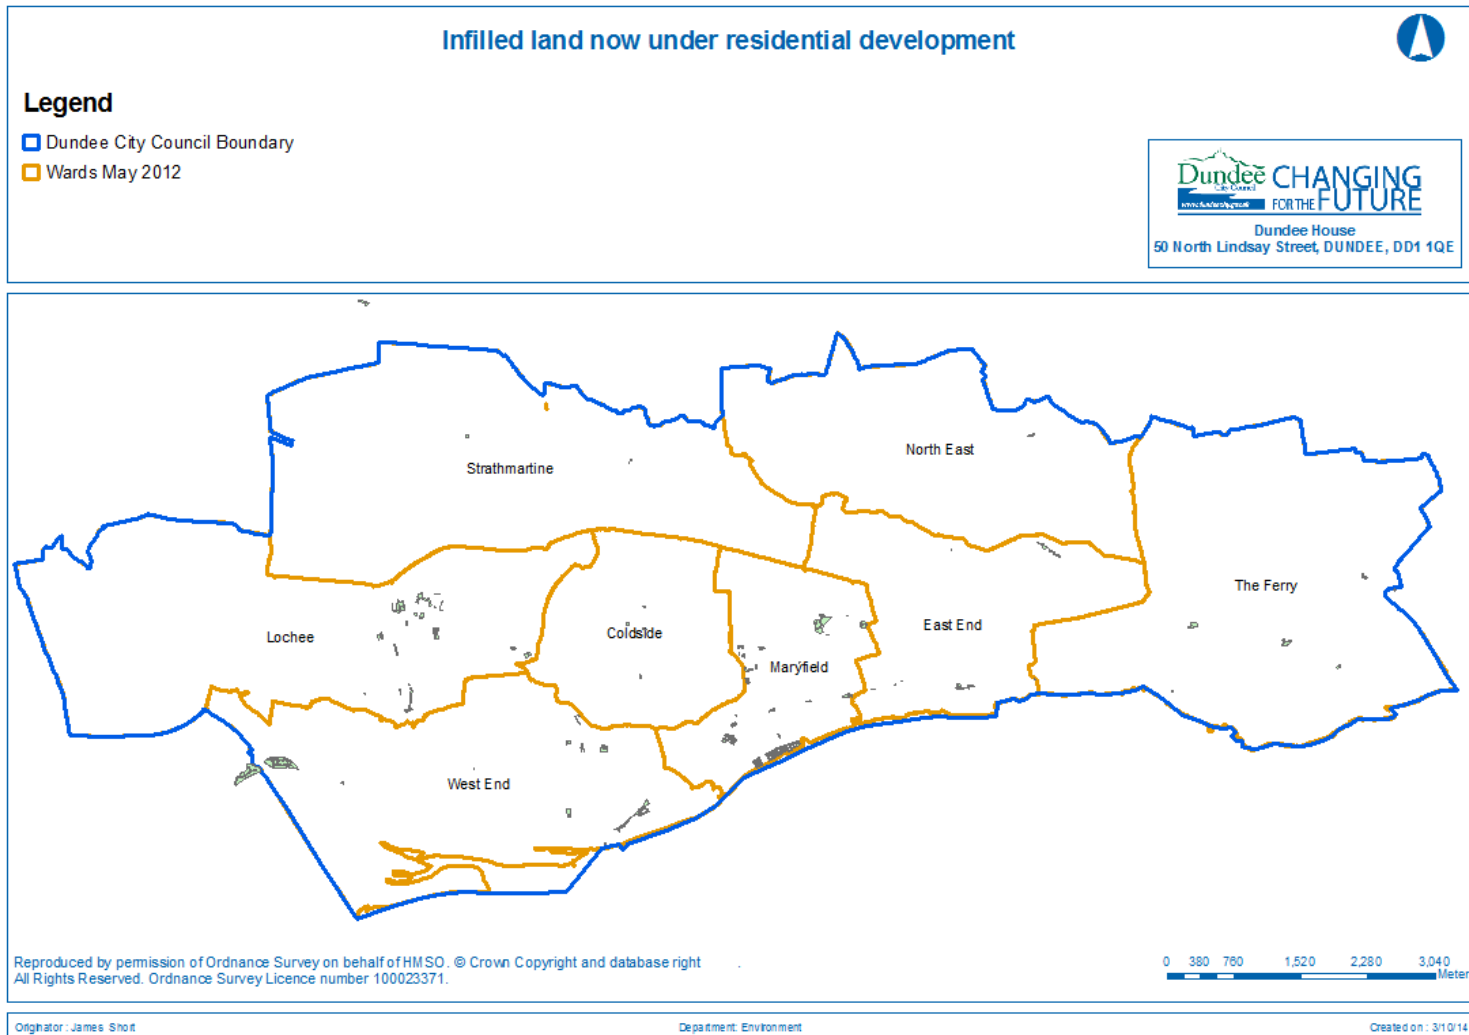 Infilled land now under residential development
Legend
Dundee City Council Boundary
Wards May 2012
Dundee
City Council
CHANGING
FOR THE FUTURE
Dundee House
50 North Lindsay Street, DUNDEE, DD1 1QE
Strathmartine
North East
The Ferry
East End
Coldside
Lochee
Maryfield
West End
Reproduced by permission of Ordnance Survey on behalf of HMSO. © Crown Copyright and database right
All Rights Reserved. Ordnance Survey Licence number 100023371.
0 380 760 1,520 2,280 3,040
Meter
Originator : James Short
Department: Environment
Created on : 3/10/14